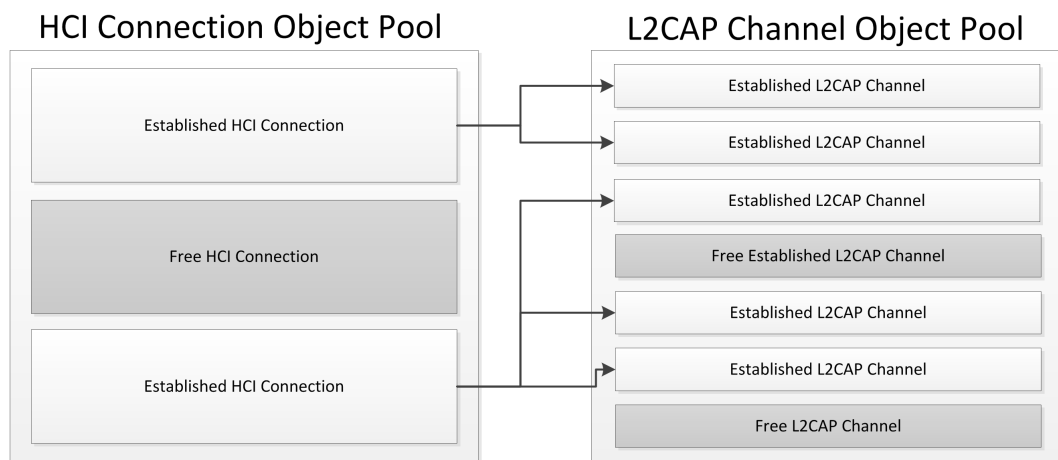 HCI Connection Object Pool
Established HCI Connection
Free HCI Connection
Established HCI Connection
L2CAP Channel Object Pool
Established L2CAP Channel
Established L2CAP Channel
Established L2CAP Channel
Free Established L2CAP Channel
Established L2CAP Channel
Established L2CAP Channel
Free L2CAP Channel